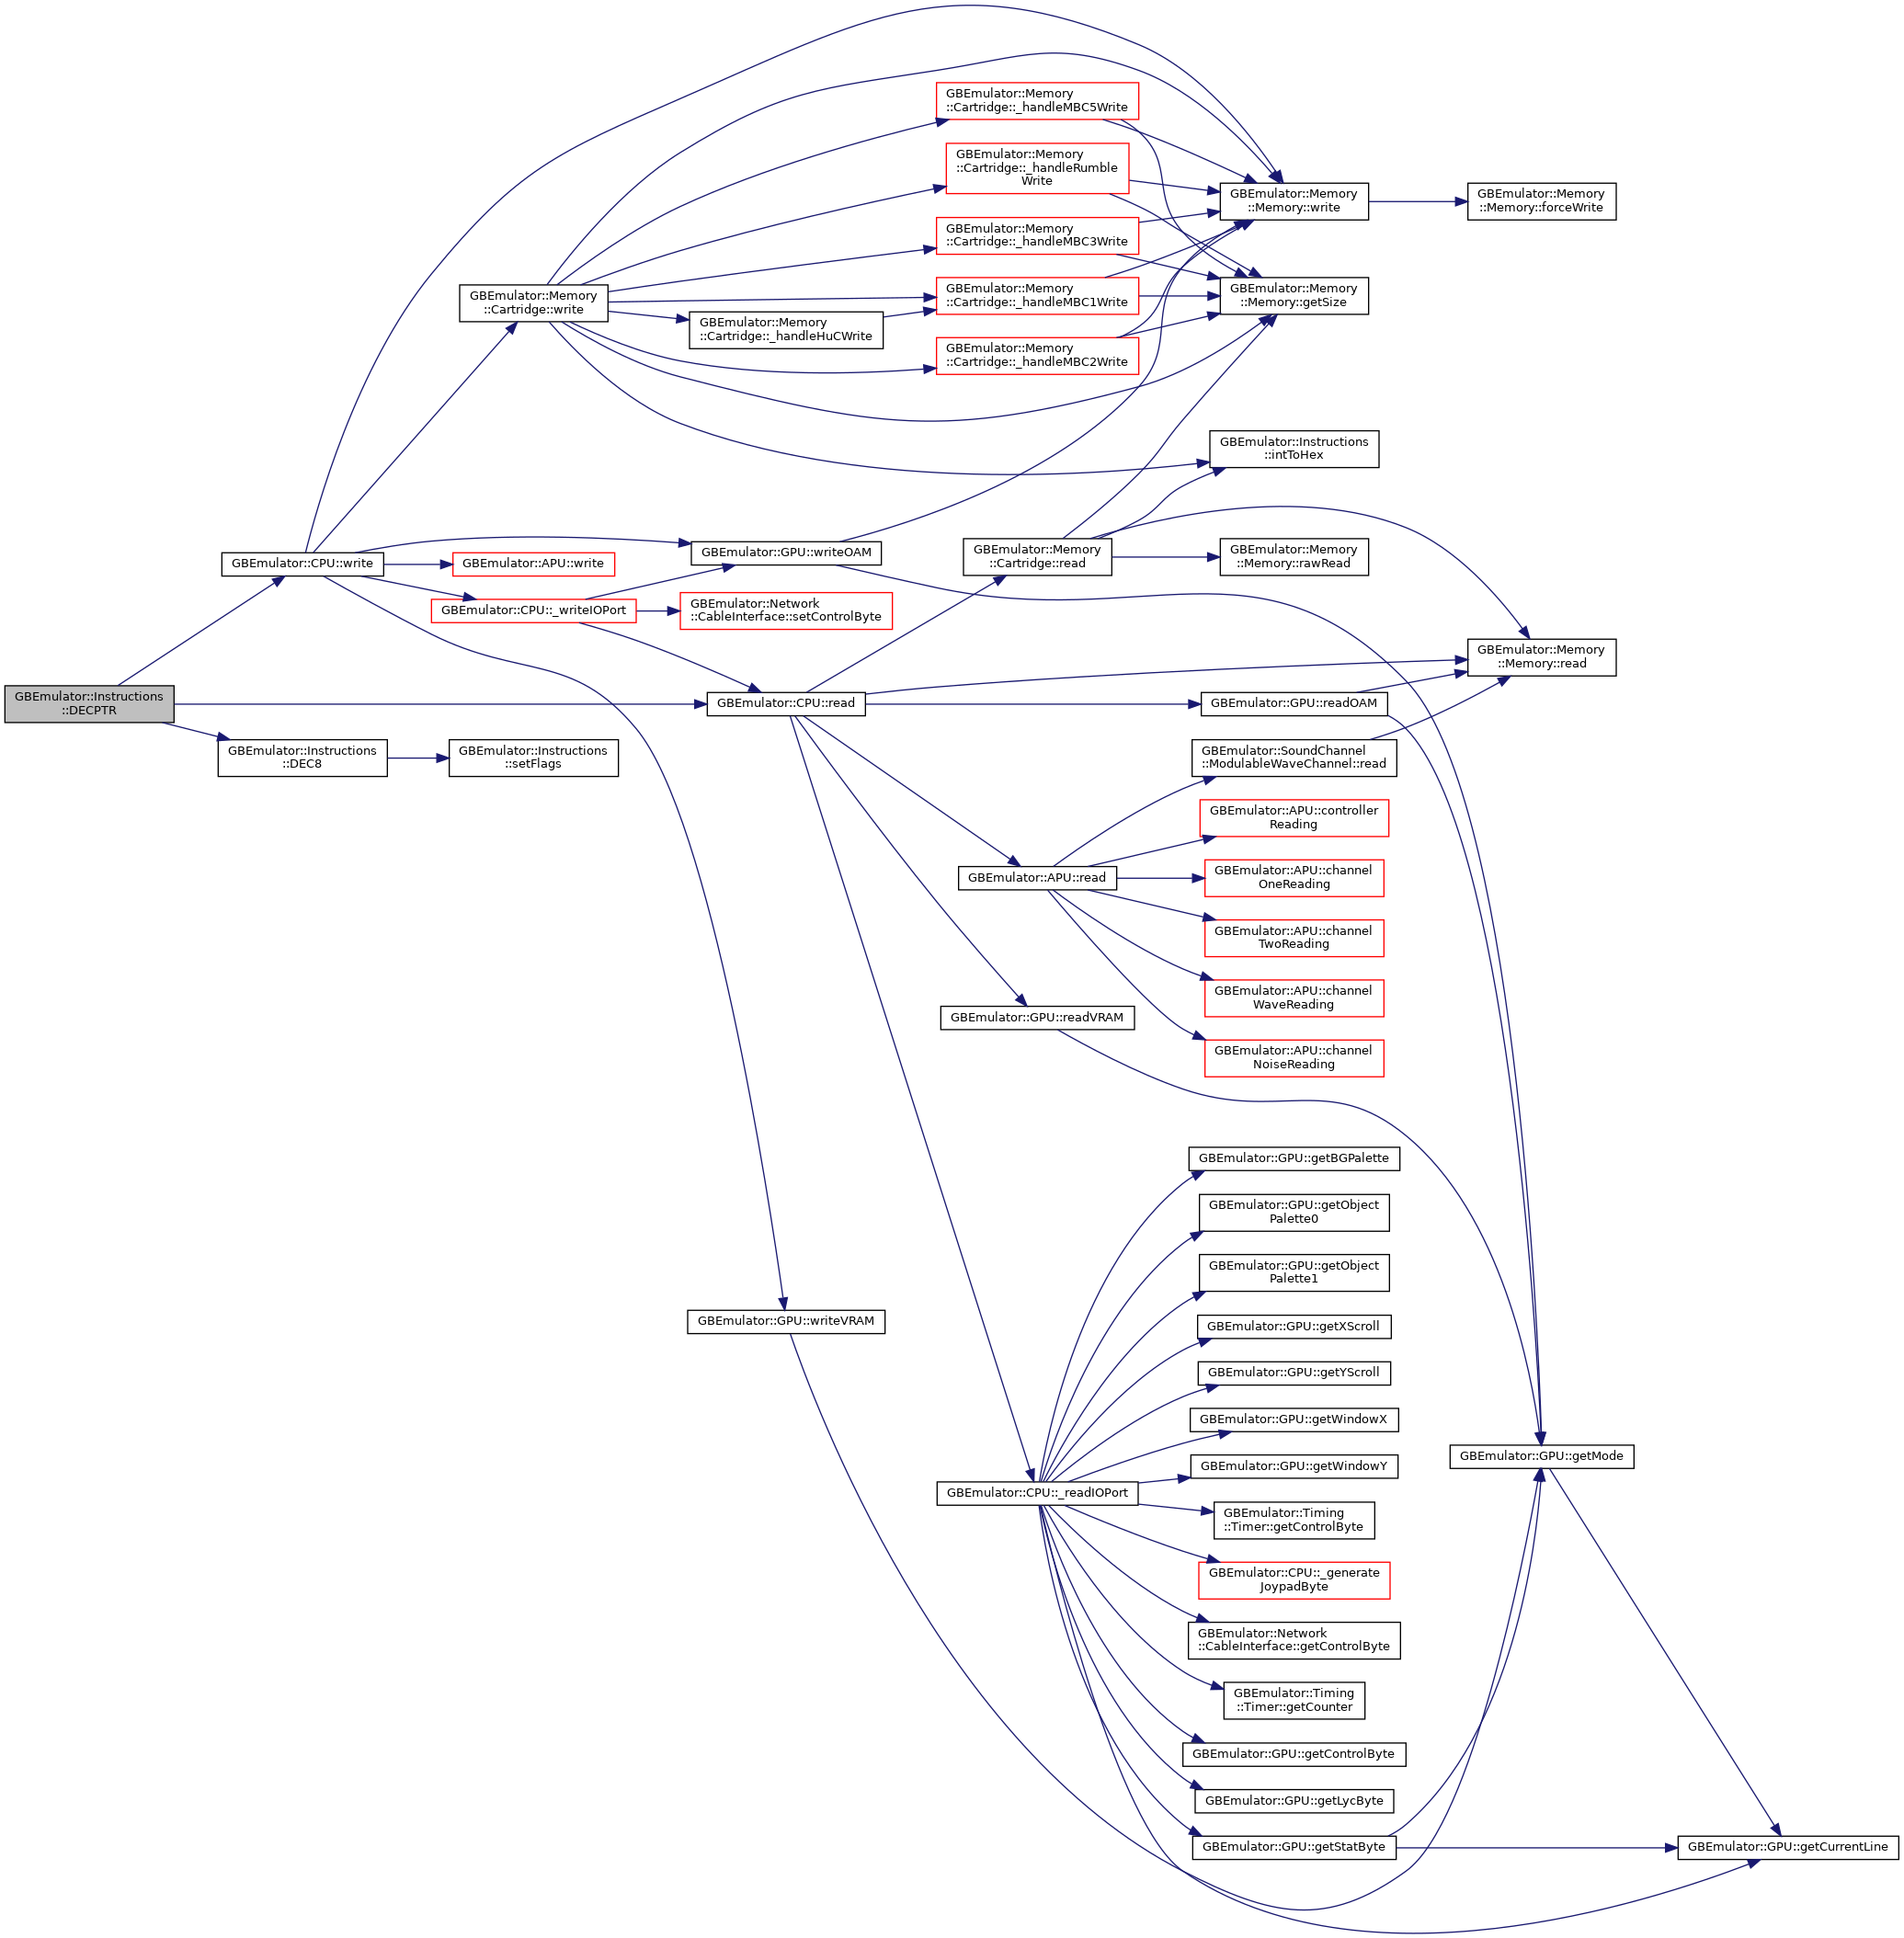 GBEmulator::Instructions
::DECPTR
GBEmulator::CPU::write
GBEmulator::Instructions
::DEC8
GBEmulator::Memory
::Cartridge::write
GBEmulator::APU::write
GBEmulator::CPU::_writeIOPort
GBEmulator::Instructions
::setFlags
GBEmulator::Memory
::Cartridge::_handleHuCWrite
GBEmulator::GPU::writeOAM
GBEmulator::Network
::CableInterface::setControlByte
GBEmulator::CPU::read
GBEmulator::GPU::writeVRAM
GBEmulator::Memory
::Cartridge::_handleMBC5Write
GBEmulator::Memory
::Cartridge::_handleRumble
Write
GBEmulator::Memory
::Cartridge::_handleMBC3Write
GBEmulator::Memory
::Cartridge::_handleMBC1Write
GBEmulator::Memory
::Cartridge::_handleMBC2Write
GBEmulator::Memory
::Cartridge::read
GBEmulator::APU::read
GBEmulator::GPU::readVRAM
GBEmulator::CPU::_readIOPort
GBEmulator::Memory
::Memory::write
GBEmulator::Memory
::Memory::getSize
GBEmulator::Instructions
::intToHex
GBEmulator::Memory
::Memory::rawRead
GBEmulator::GPU::readOAM
GBEmulator::SoundChannel
::ModulableWaveChannel::read
GBEmulator::APU::controller
Reading
GBEmulator::APU::channel
OneReading
GBEmulator::APU::channel
TwoReading
GBEmulator::APU::channel
WaveReading
GBEmulator::APU::channel
NoiseReading
GBEmulator::GPU::getBGPalette
GBEmulator::GPU::getObject
Palette0
GBEmulator::GPU::getObject
Palette1
GBEmulator::GPU::getXScroll
GBEmulator::GPU::getYScroll
GBEmulator::GPU::getWindowX
GBEmulator::GPU::getWindowY
GBEmulator::Timing
::Timer::getControlByte
GBEmulator::CPU::_generate
JoypadByte
GBEmulator::Network
::CableInterface::getControlByte
GBEmulator::Timing
::Timer::getCounter
GBEmulator::GPU::getControlByte
GBEmulator::GPU::getLycByte
GBEmulator::GPU::getStatByte
GBEmulator::Memory
::Memory::forceWrite
GBEmulator::Memory
::Memory::read
GBEmulator::GPU::getMode
GBEmulator::GPU::getCurrentLine